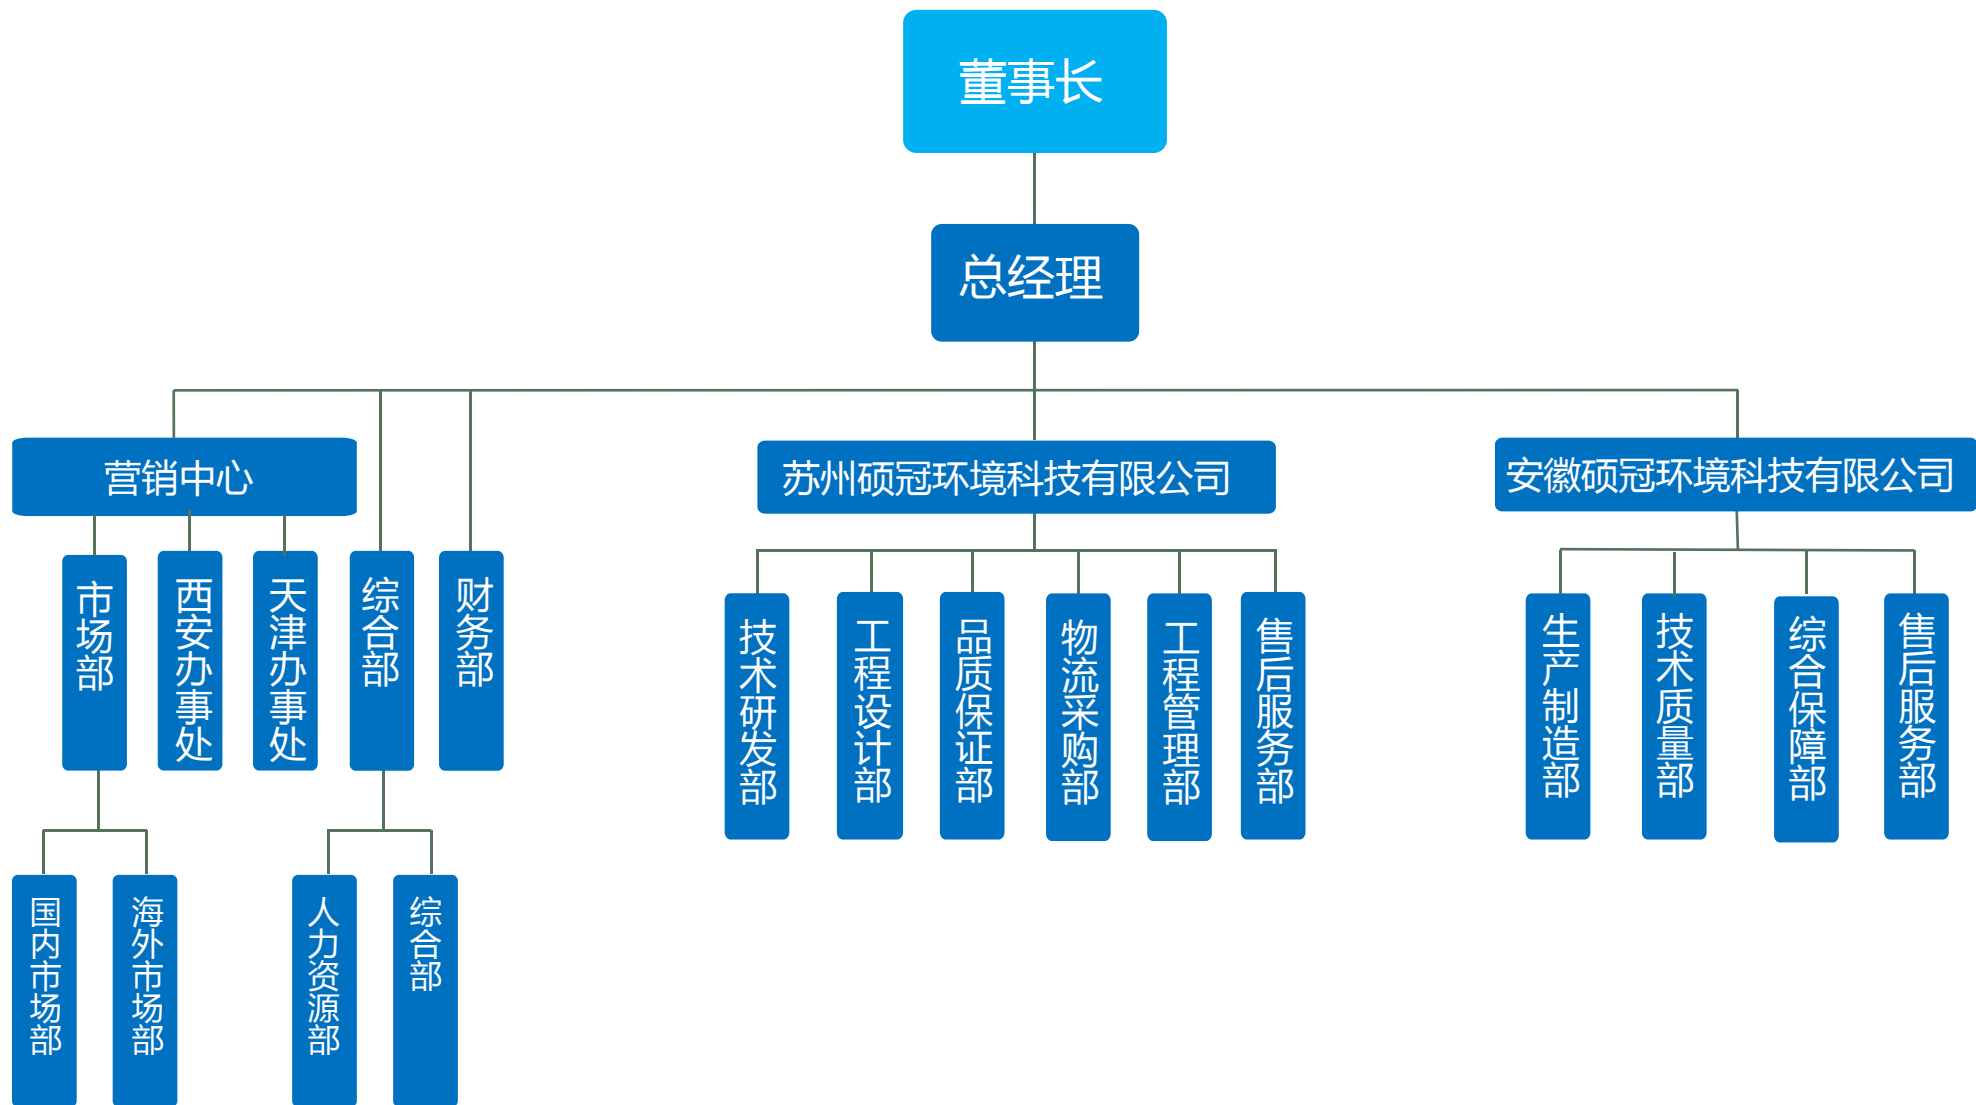 董事长
总经理
营销中心
苏州硕冠环境科技有限公司
安徽硕冠环境科技有限公司
市场部
西安办事处
天津办事处
综合部
财务部
技术研发部
工程设计部
品质保证部
物流采购部
工程管理部
售后服务部
生产制造部
技术质量部
综合保障部
售后服务部
国内市场部
海外市场部
人力资源部
综合部